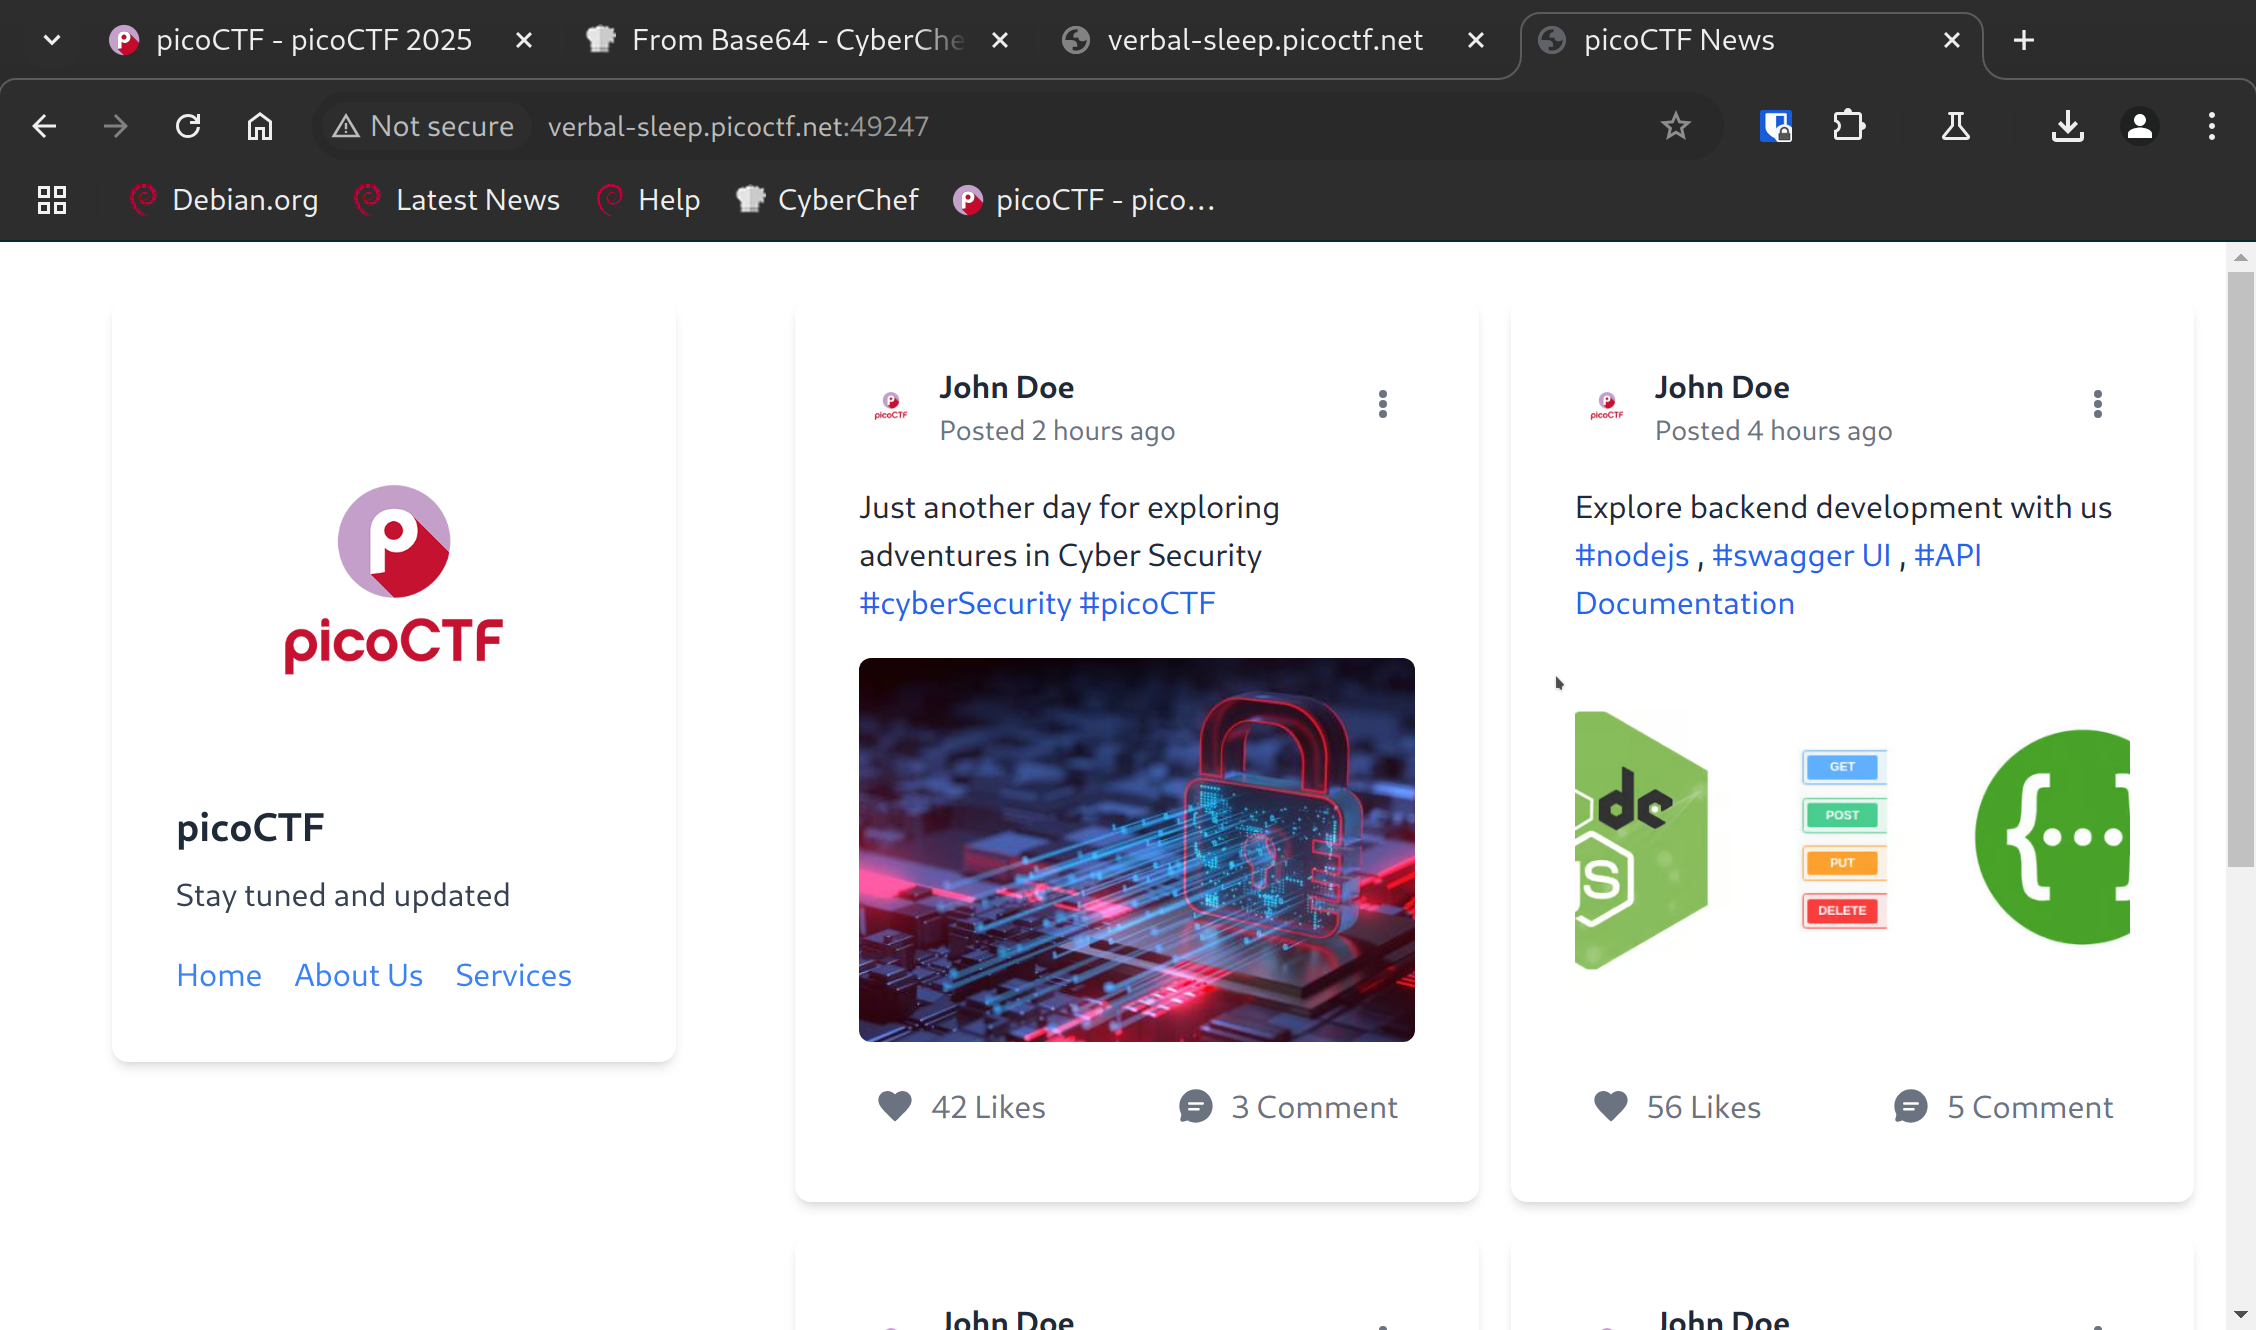 picoCTF - picoCTF 2025
From Base64 - CyberChe
verbal-sleep.picoctf.net
picoCTF News
Not secure
verbal-sleep.picoctf.net:49247
Debian.org
Latest News
Help
CyberChef
picoCTF - pico...
picoCTF
picoCTF
Stay tuned and updated
Home About Us Services
picoCTF
John Doe
Posted 2 hours ago
Just another day for exploring
adventures in Cyber Security
#cyberSecurity #picoCTF
42 Likes
3 Comment
picoCTF
John Doe
Posted 4 hours ago
Explore backend development with us
#nodejs , #swagger UI , #API
Documentation
de
JS
GET
POST
PUT
DELETE
{...}
56 Likes
5 Comment
John Doe
John Doe